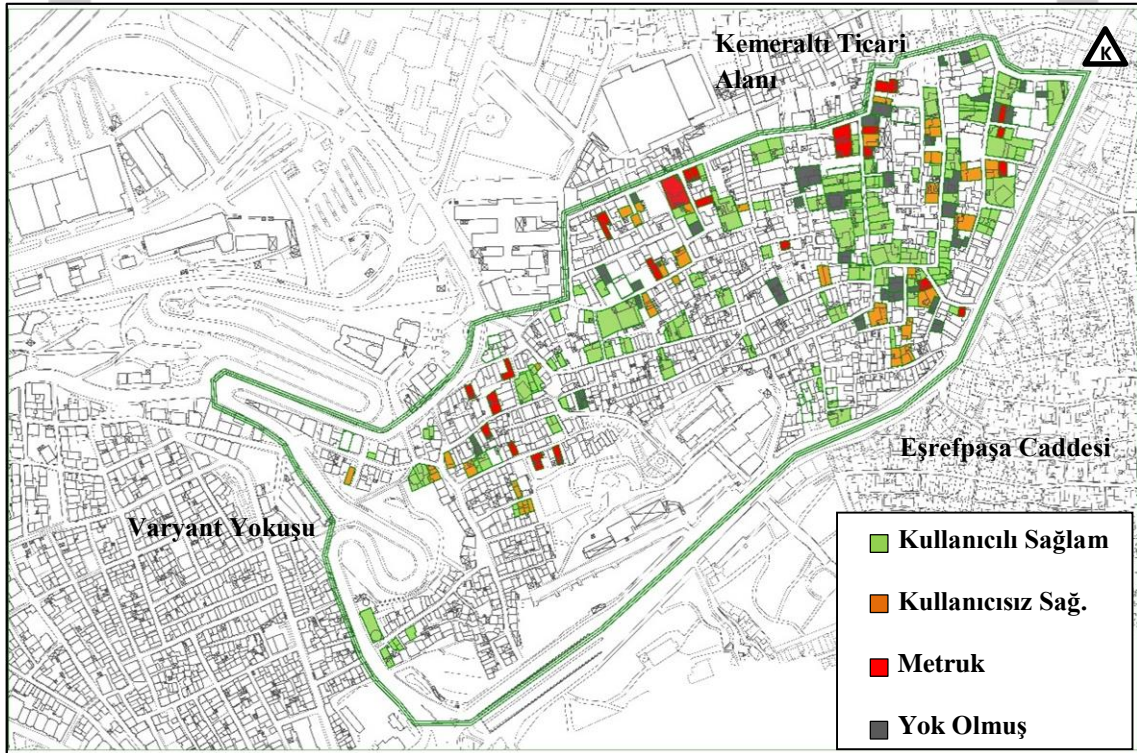 Kemeraltı Ticari
Alanı
K
Eşrefpaşa Caddesi
Varyant Yokuşu
Kullanıcılı Sağlam
Kullanıcısız Sağ.
Metruk
Yok Olmuş